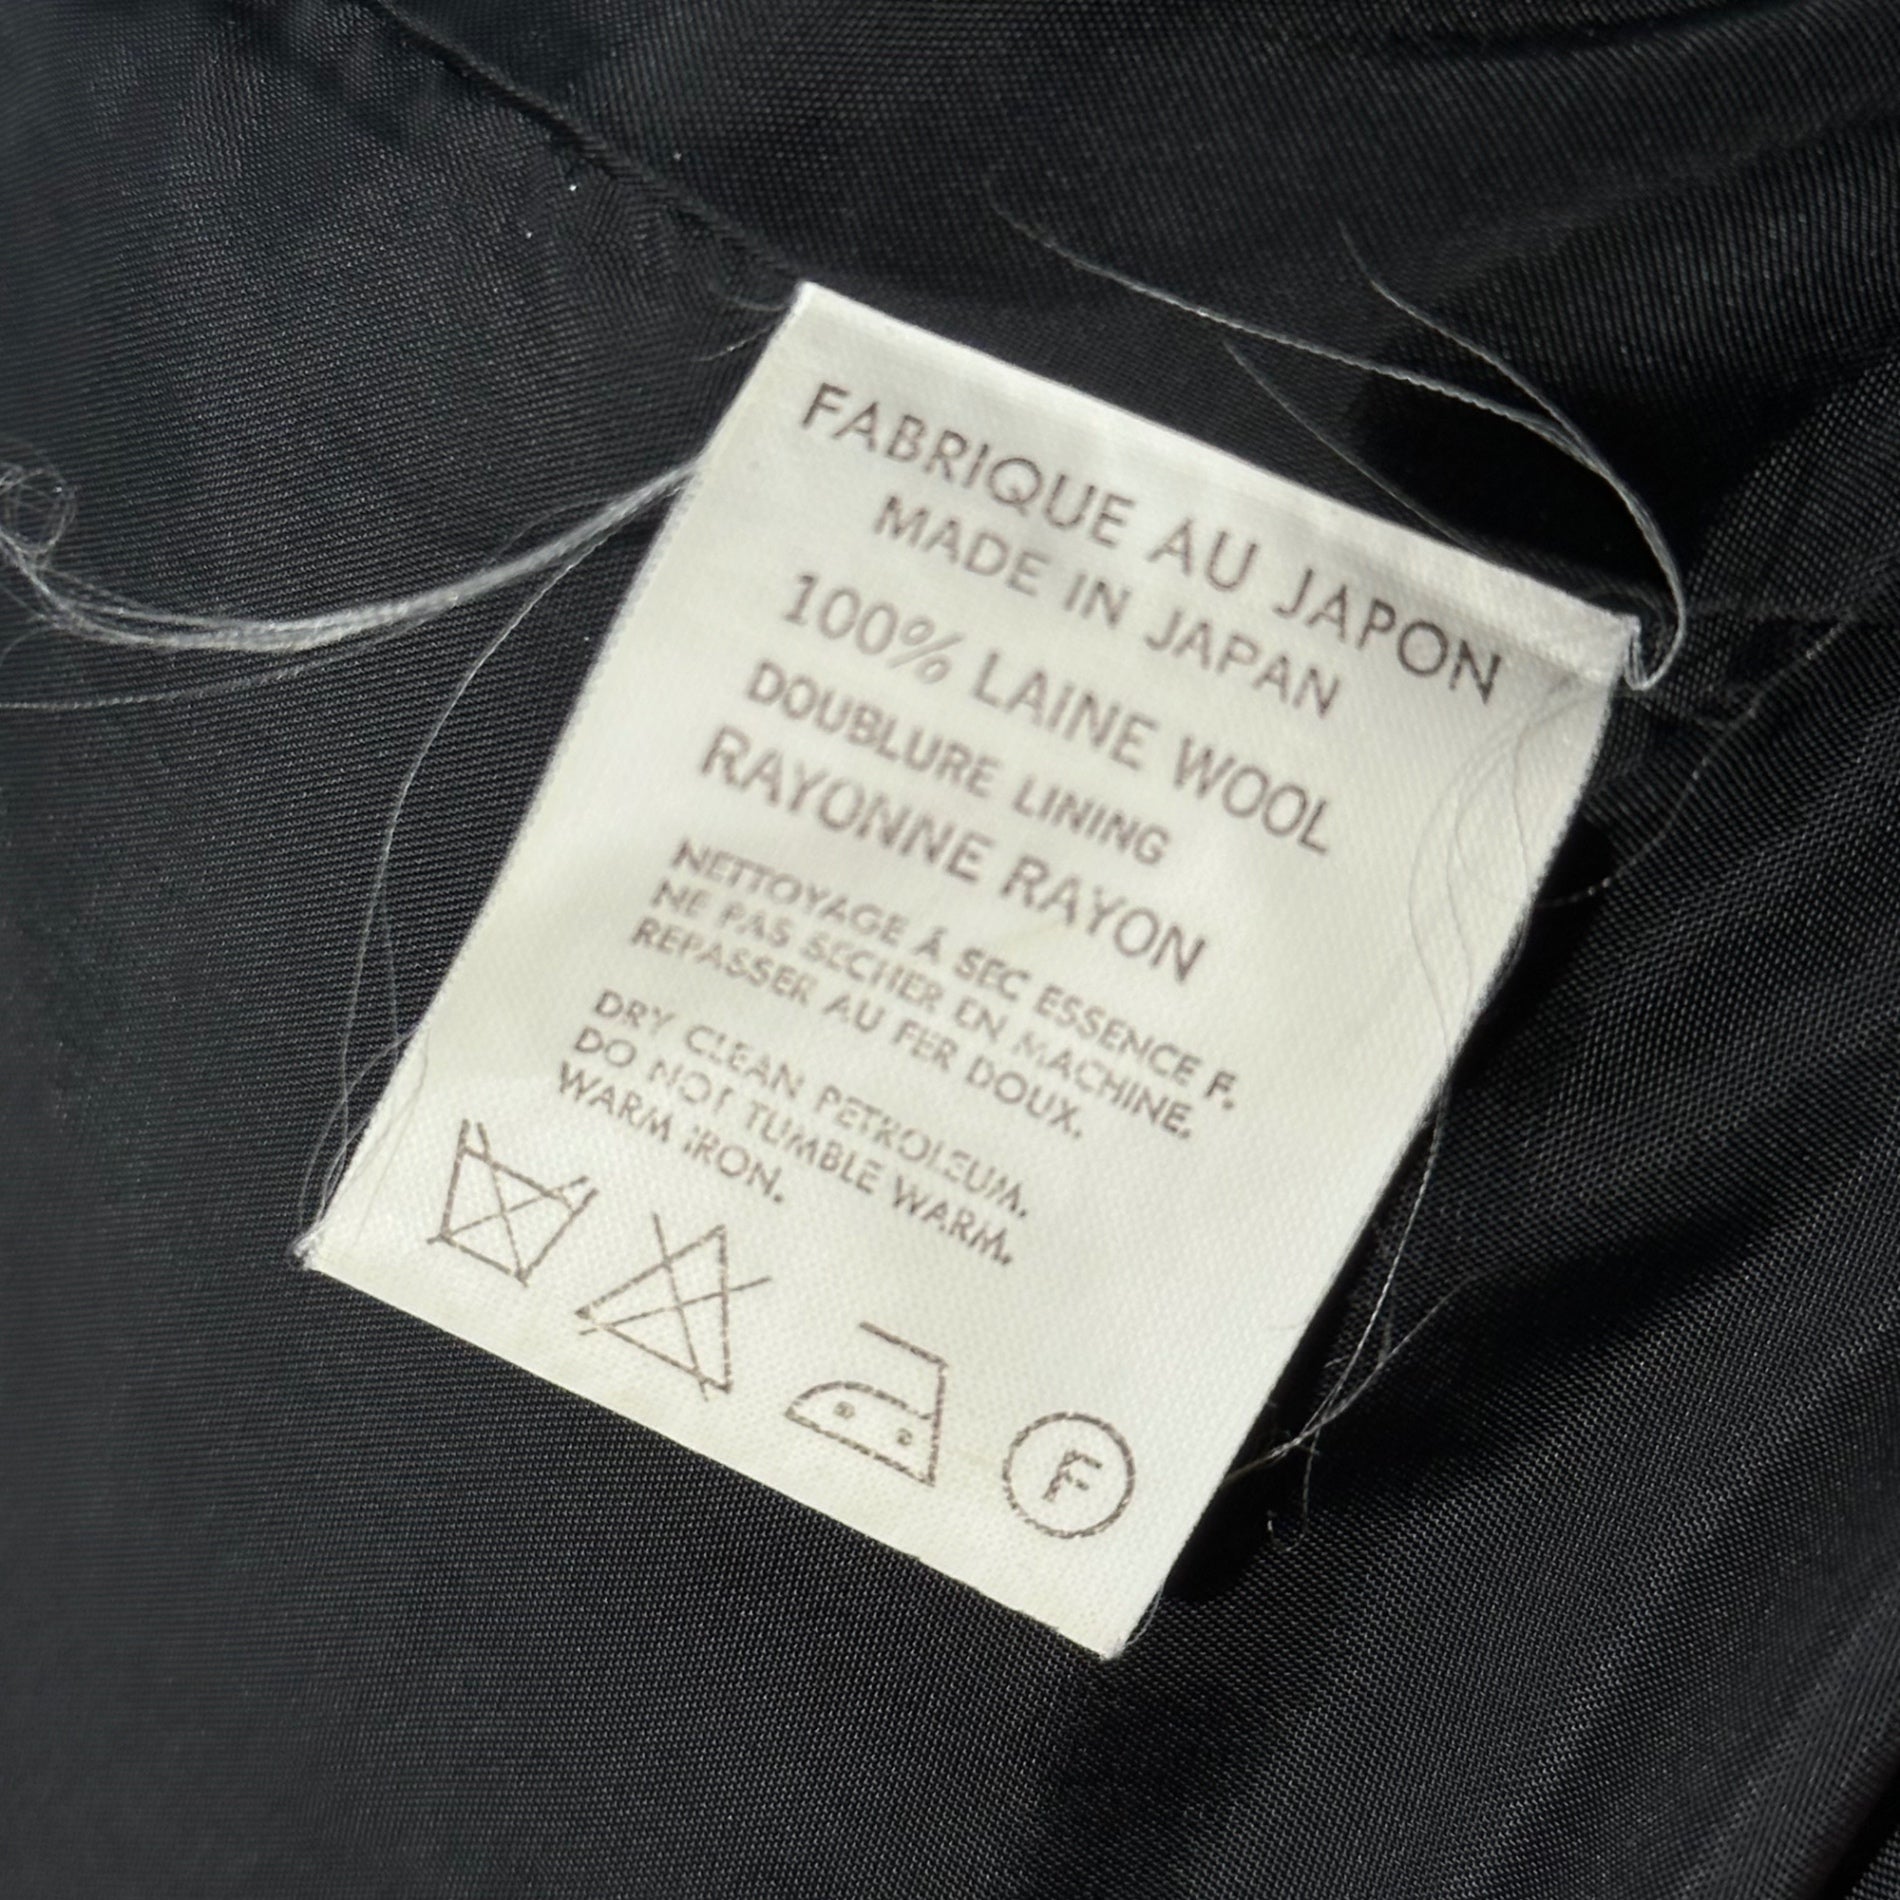 FABRIQUE AU JAPON
MADE IN JAPAN
100% LAINE WOOL
DOUBLURE LINING
RAYONNE RAYON
NETTOYAGE Á SEC ESSENCE F.
NE PAS SECHER EN MACHINE.
REPASSER AU FER DOUX.
DRY CLEAN PETROLEUM.
DO NOT TUMBLE WARM.
WARM IRON.
F